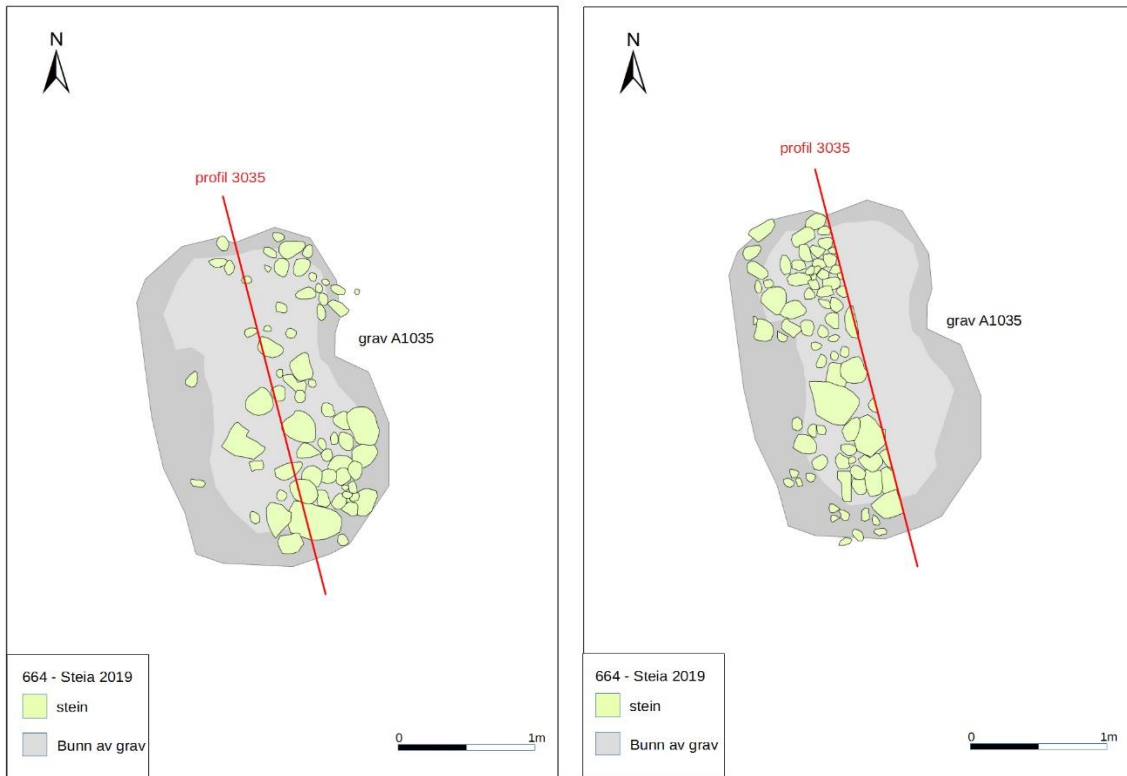 N
profil 3035
grav A1035
664 - Steia 2019
stein
Bunn av grav
0 1m
N
profil 3035
grav A1035
664 - Steia 2019
stein
Bunn av grav
0 1m